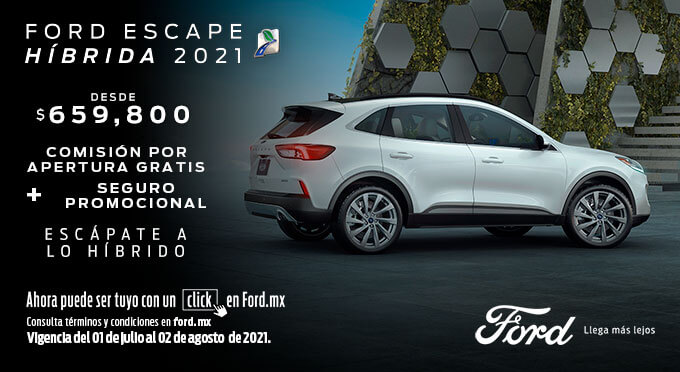 FORD ESCAPE
HÍBRIDA 2021
DESDE
$659,800
COMISIÓN POR
APERTURA GRATIS
+ SEGURO
PROMOCIONAL
ESCÁPATE A
LO HÍBRIDO
Ahora puede ser tuyo con un click en Ford.mx
Consulta términos y condiciones en ford.mx
Vigencia del 01 de julio al 02 de agosto de 2021.
Ford Llega más lejos